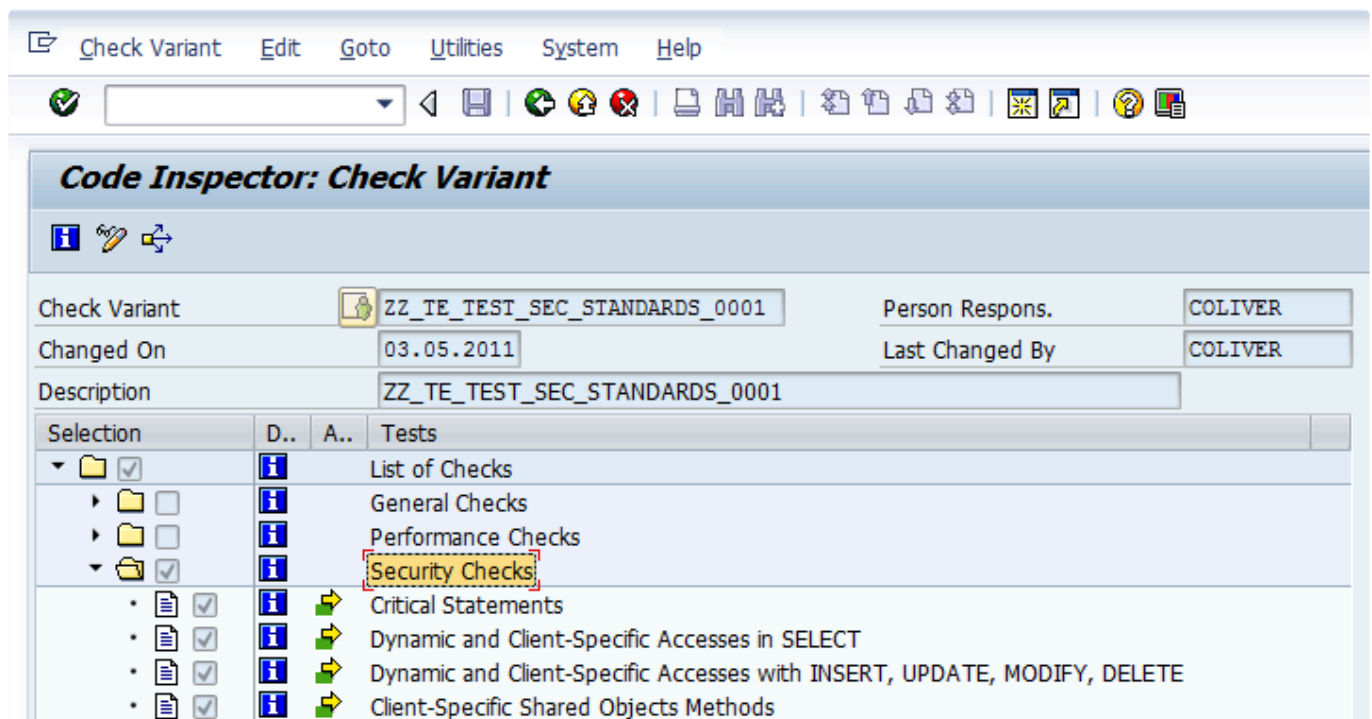 Check Variant Edit Goto Utilities System Help
Code Inspector: Check Variant
Check Variant ZZ_TE_TEST_SEC_STANDARDS_0001 Person Respons. COLIVER
Changed On 03.05.2011 Last Changed By COLIVER
Description ZZ_TE_TEST_SEC_STANDARDS_0001
Selection D.. A.. Tests
List of Checks
General Checks
Performance Checks
Security Checks
Critical Statements
Dynamic and Client-Specific Accesses in SELECT
Dynamic and Client-Specific Accesses with INSERT, UPDATE, MODIFY, DELETE
Client-Specific Shared Objects Methods